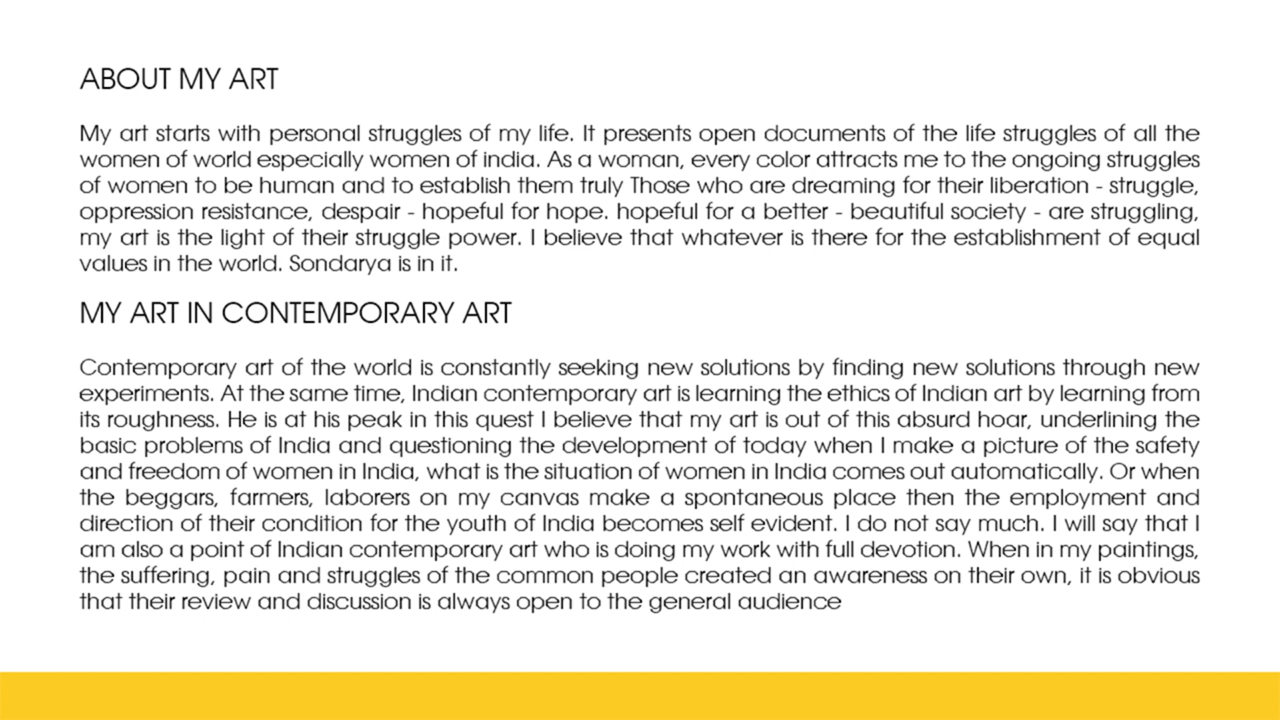 ABOUT MY ART
My art starts with personal struggles of my life. It presents open documents of the life struggles of all the
women of world especially women of india. As a woman, every color attracts me to the ongoing struggles
of women to be human and to establish them truly Those who are dreaming for their liberation - struggle,
oppression resistance, despair - hopeful for hope. hopeful for a better - beautiful society - are struggling,
my art is the light of their struggle power. I believe that whatever is there for the establishment of equal
values in the world. Sondarya is in it.
MY ART IN CONTEMPORARY ART
Contemporary art of the world is constantly seeking new solutions by finding new solutions through new
experiments. At the same time, Indian contemporary art is learning the ethics of Indian art by learning from
its roughness. He is at his peak in this quest I believe that my art is out of this absurd hoar, underlining the
basic problems of India and questioning the development of today when I make a picture of the safety
and freedom of women in India, what is the situation of women in India comes out automatically. Or when
the beggars, farmers, laborers on my canvas make a spontaneous place then the employment and
direction of their condition for the youth of India becomes self evident. I do not say much. I will say that I
am also a point of Indian contemporary art who is doing my work with full devotion. When in my paintings,
the suffering, pain and struggles of the common people created an awareness on their own, it is obvious
that their review and discussion is always open to the general audience